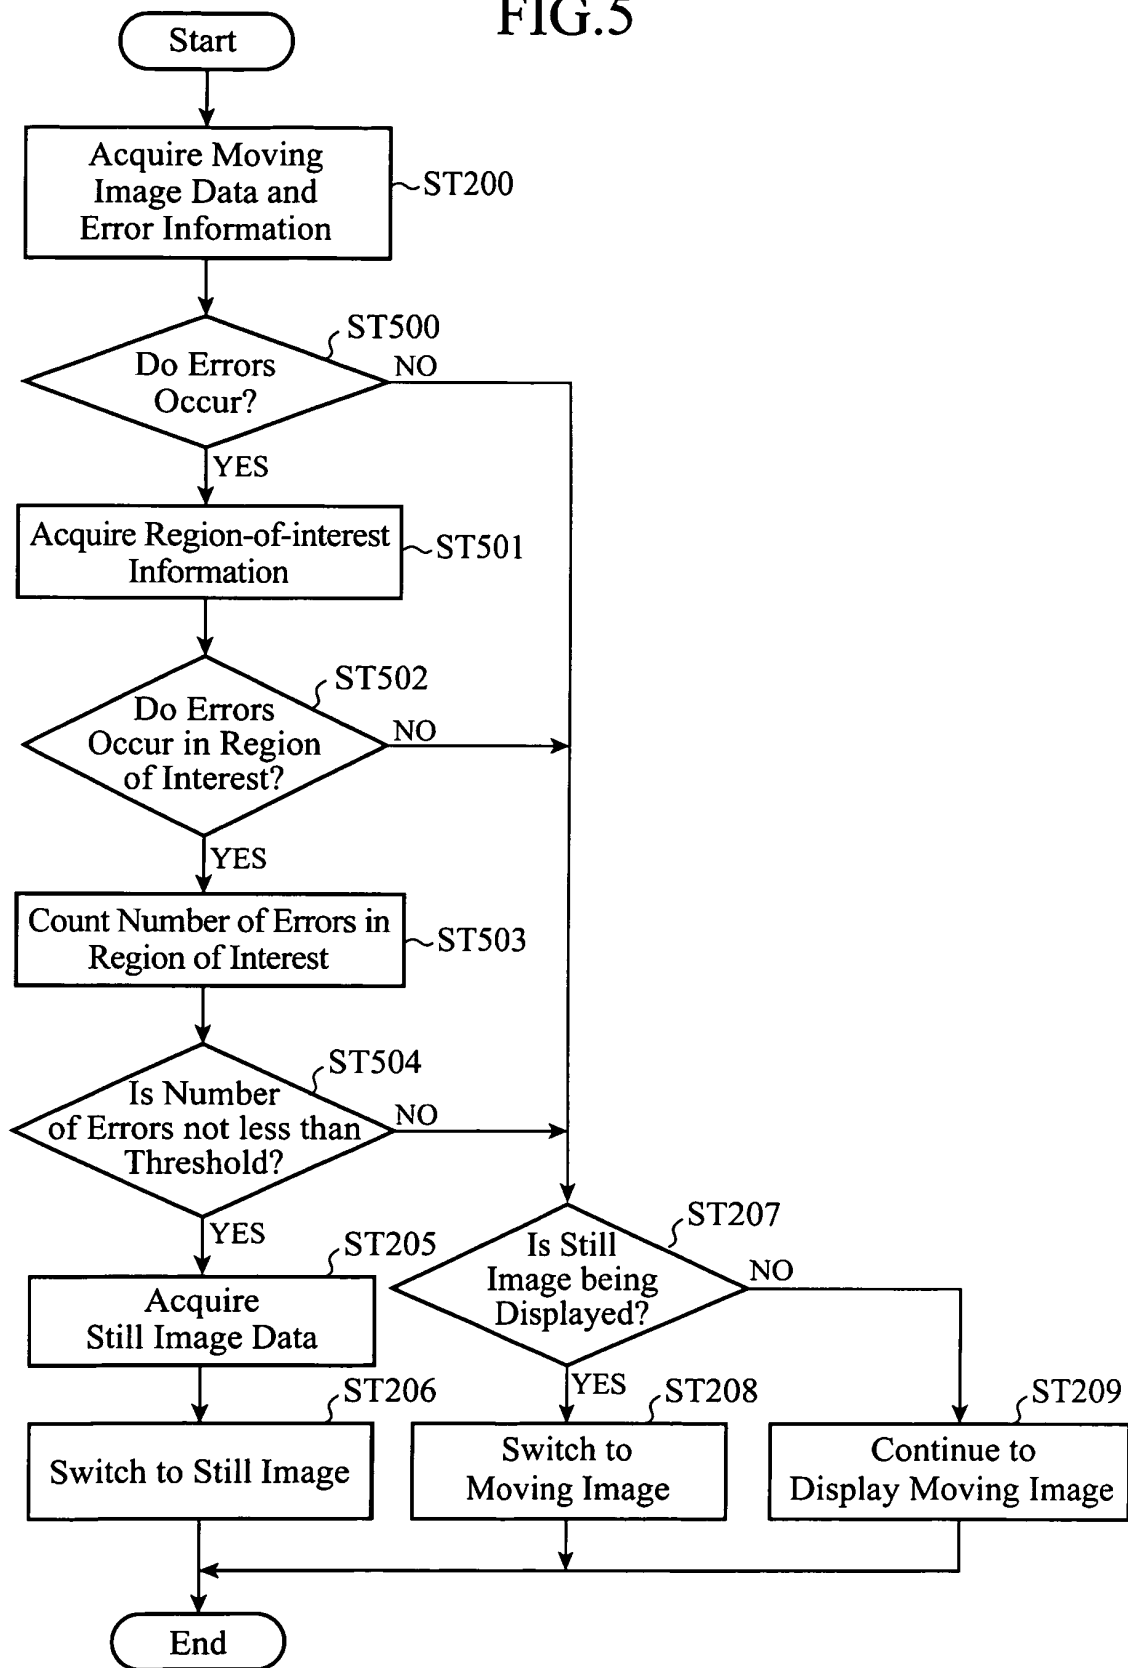 FIG.5
Start
Acquire Moving
Image Data and
Error Information
ST200
ST500
Do Errors
Occur?
NO
YES
Acquire Region-of-interest
Information
ST501
ST502
Do Errors
Occur in Region
of Interest?
NO
YES
Count Number of Errors in
Region of Interest
ST503
ST504
Is Number
of Errors not less than
Threshold?
NO
YES
ST205
Acquire
Still Image Data
ST206
Switch to Still Image
ST207
Is Still
Image being
Displayed?
NO
YES
ST208
Switch to
Moving Image
ST209
Continue to
Display Moving Image
End